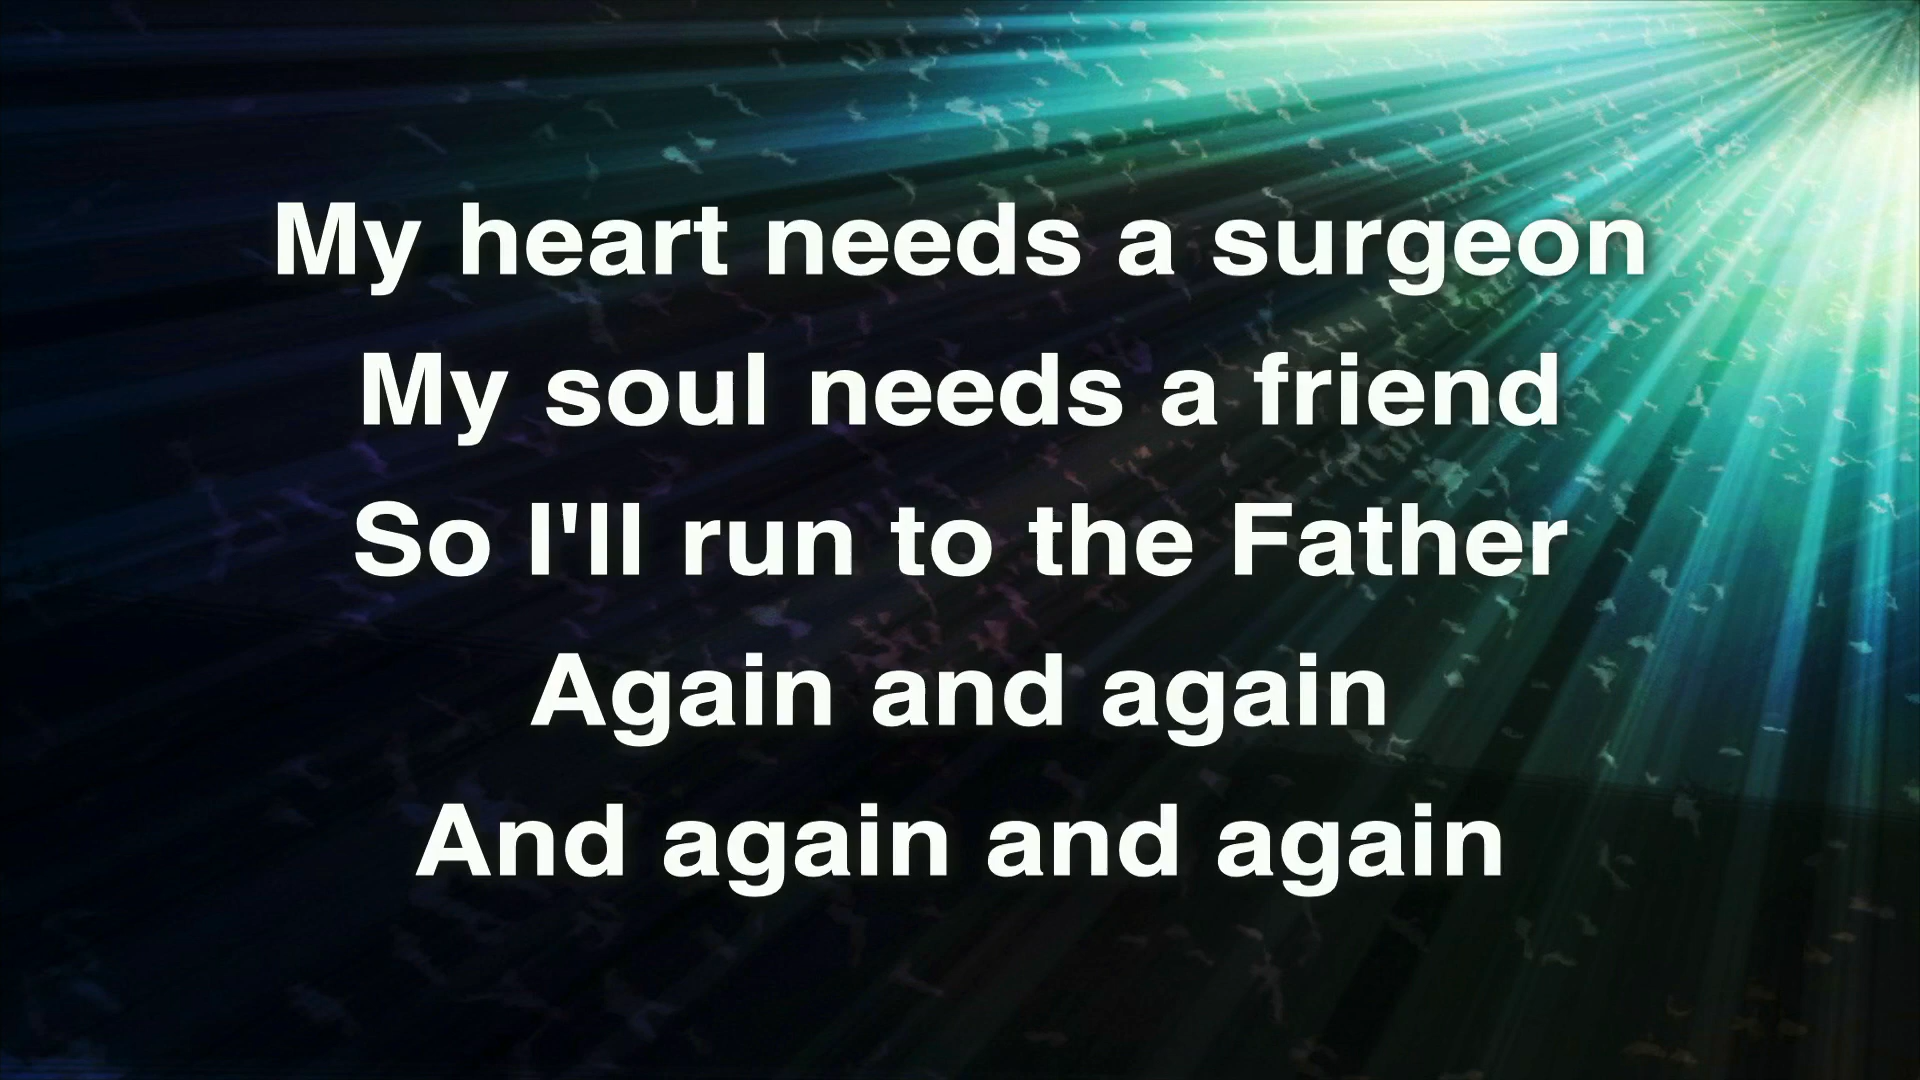 My heart needs a surgeon
My soul needs a friend
So I'll run to the Father
Again and again
And again and again